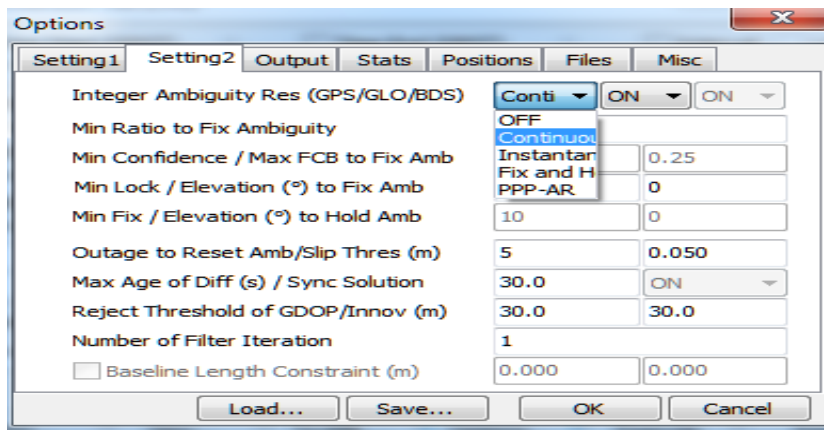 Options
Setting1 Setting2 Output Stats Positions Files Misc
Integer Ambiguity Res (GPS/GLO/BDS) Conti ON ON
OFF
Min Ratio to Fix Ambiguity
Continuou
Min Confidence / Max FCB to Fix Amb Instantan 0.25
Fix and H
Min Lock / Elevation (°) to Fix Amb PPP-AR 0
Min Fix / Elevation (°) to Hold Amb 10 0
Outage to Reset Amb/Slip Thres (m) 5 0.050
Max Age of Diff (s) / Sync Solution 30.0 ON
Reject Threshold of GDOP/Innov (m) 30.0 30.0
Number of Filter Iteration 1
Baseline Length Constraint (m) 0.000 0.000
Load... Save... OK Cancel